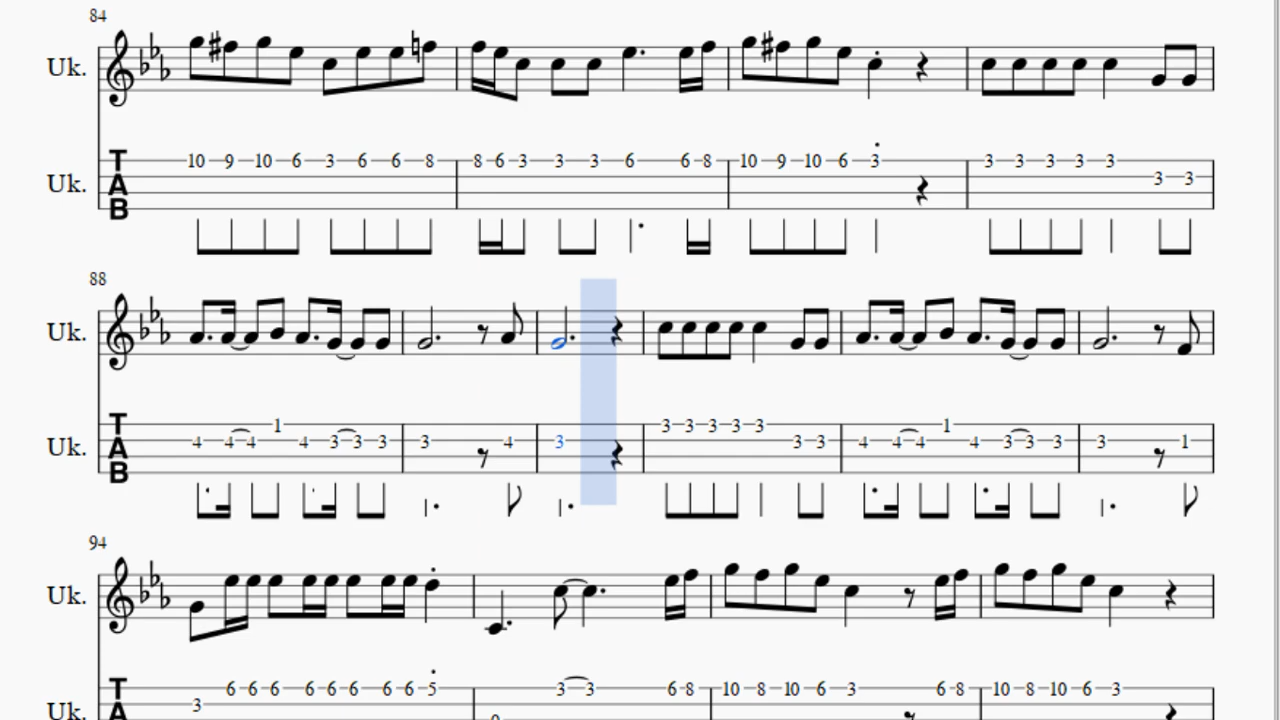 84
Uk.
Uk. T A B 10 9 10 6 3 6 6 8 8 6 3 3 3 6 6 8 10 9 10 6 3 3 3 3 3 3 3 3
88
Uk.
Uk. T A B 4 4 4 1 4 3 3 3 3 4 3 3 3 3 3 3 3 3 4 4 4 1 4 3 3 3 3 1
94
Uk.
Uk. T A 3 6 6 6 6 6 6 6 6 5 0 3 3 6 8 10 8 10 6 3 6 8 10 8 10 6 3